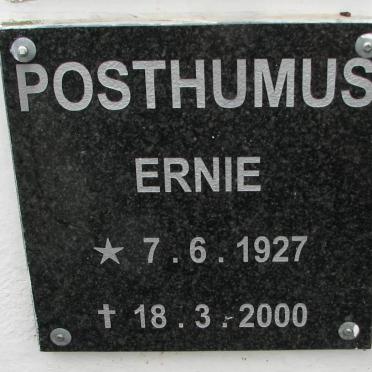 POSTHUMUS
ERNIE
★ 7 . 6 . 1927
✝ 18 . 3 . 2000